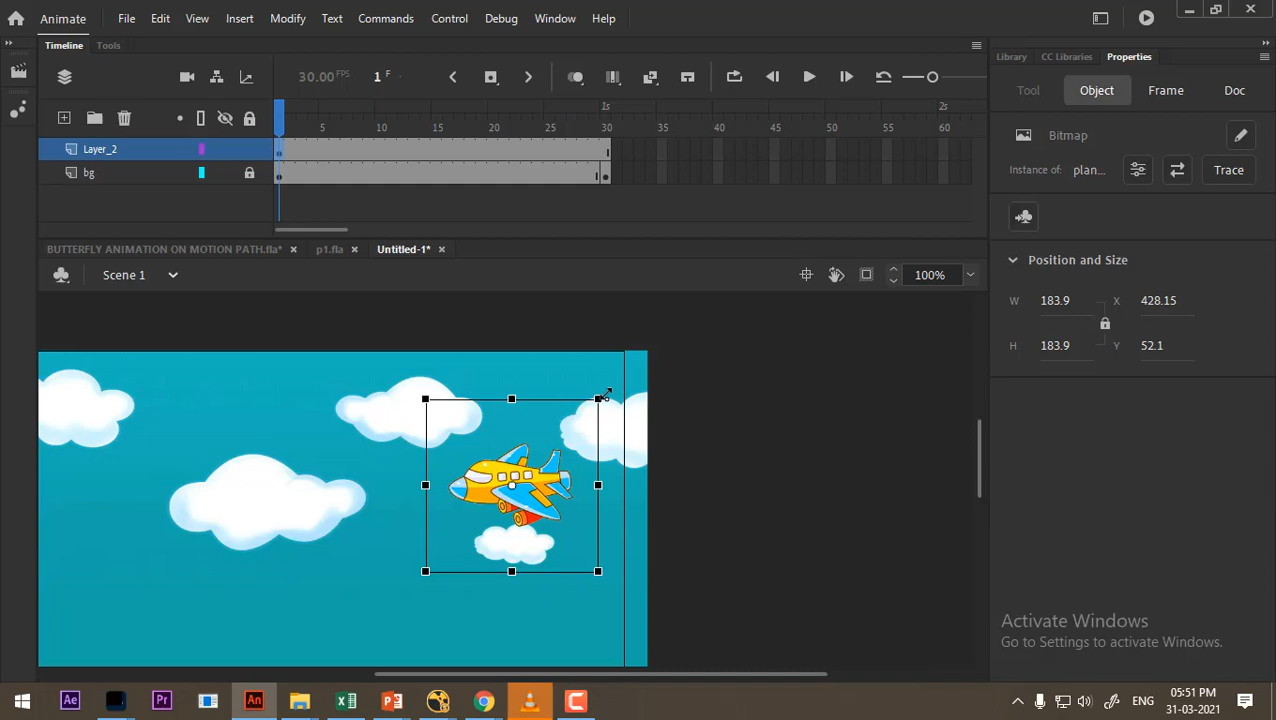 Animate File Edit View Insert Modify Text Commands Control Debug Window Help
Timeline Tools
Library CC Libraries Properties
30.00 FPS 1 F
Tool Object Frame Doc
1s 2s
5 10 15 20 25 30 35 40 45 50 55 60
Bitmap
Layer_2
bg
Instance of: plan... Trace
BUTTERFLY ANIMATION ON MOTION PATH.fla* p1.fla Untitled-1*
Scene 1 100%
Position and Size
W 183.9 X 428.15
H 183.9 Y 52.1
Activate Windows
Go to Settings to activate Windows.
Ae Pr An
ENG
05:51 PM
31-03-2021